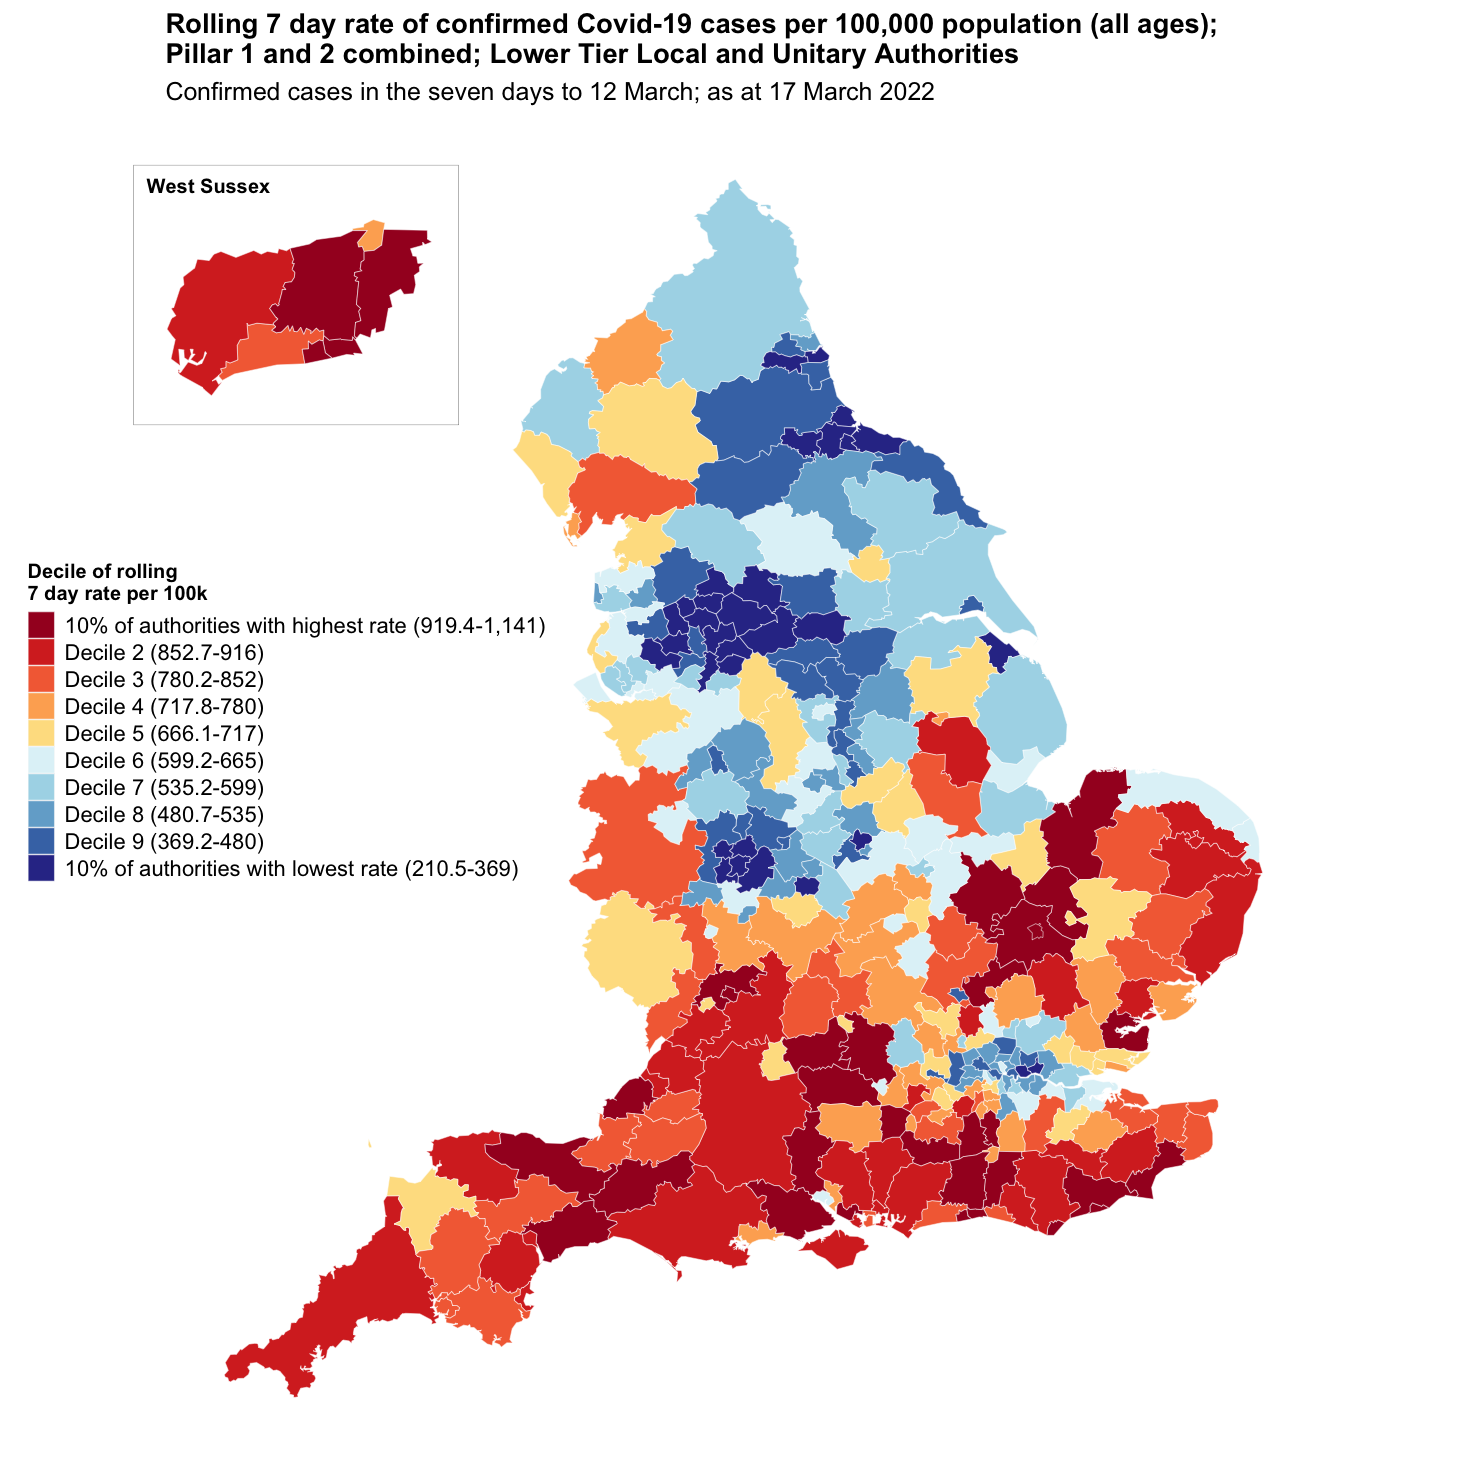 Rolling 7 day rate of confirmed Covid-19 cases per 100,000 population (all ages);
Pillar 1 and 2 combined; Lower Tier Local and Unitary Authorities
Confirmed cases in the seven days to 12 March; as at 17 March 2022
West Sussex
Decile of rolling
7 day rate per 100k
10% of authorities with highest rate (919.4-1,141)
Decile 2 (852.7-916)
Decile 3 (780.2-852)
Decile 4 (717.8-780)
Decile 5 (666.1-717)
Decile 6 (599.2-665)
Decile 7 (535.2-599)
Decile 8 (480.7-535)
Decile 9 (369.2-480)
10% of authorities with lowest rate (210.5-369)